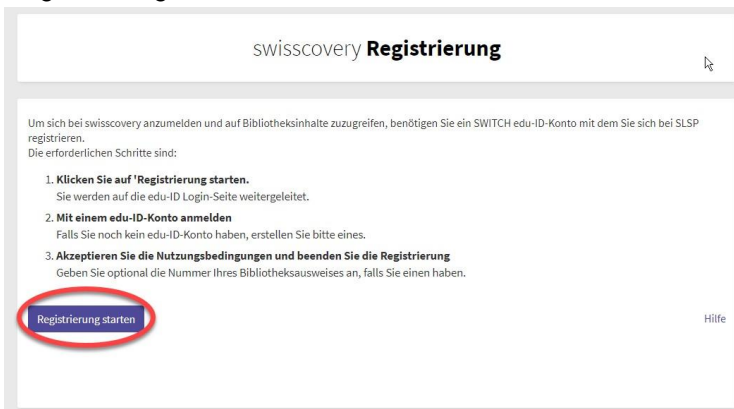 swisscovery Registrierung
Um sich bei swisscovery anzumelden und auf Bibliotheksinhalte zuzugreifen, benötigen Sie ein SWITCH edu-ID-Konto mit dem Sie sich bei SLSP
registrieren.
Die erforderlichen Schritte sind:
1. Klicken Sie auf 'Registrierung starten.
Sie werden auf die edu-ID Login-Seite weitergeleitet.
2. Mit einem edu-ID-Konto anmelden
Falls Sie noch kein edu-ID-Konto haben, erstellen Sie bitte eines.
3. Akzeptieren Sie die Nutzungsbedingungen und beenden Sie die Registrierung
Geben Sie optional die Nummer Ihres Bibliotheksausweises an, falls Sie einen haben.
Registrierung starten
Hilfe